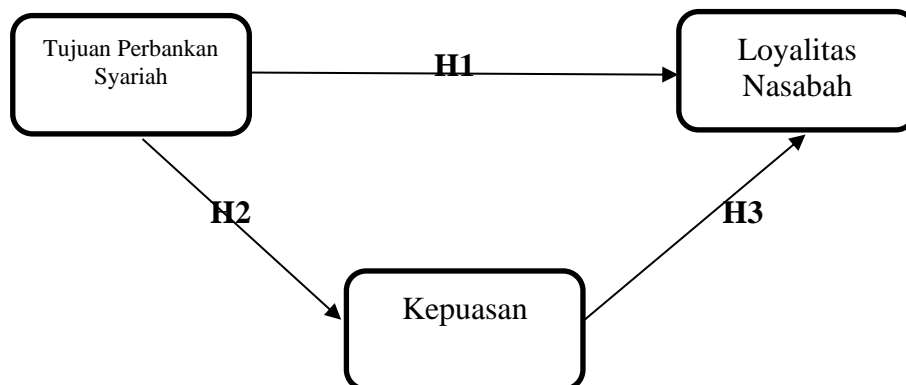 Tujuan Perbankan
Syariah
H1
Loyalitas
Nasabah
H2
H3
Kepuasan